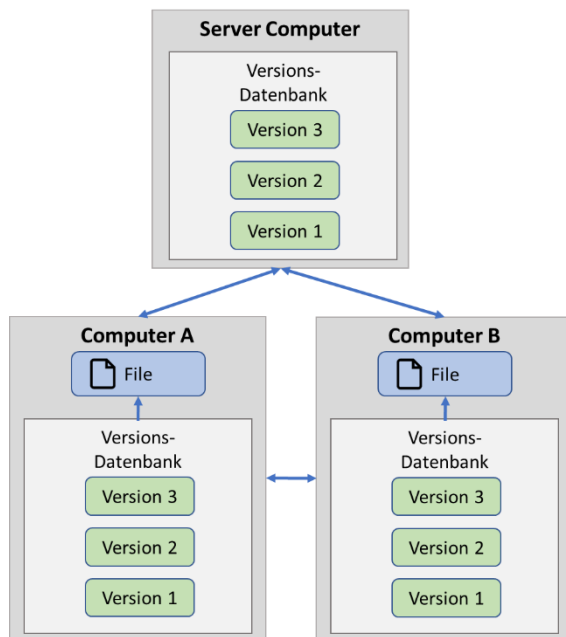 Server Computer
Versions-
Datenbank
Version 3
Version 2
Version 1
Computer A
File
Versions-
Datenbank
Version 3
Version 2
Version 1
Computer B
File
Versions-
Datenbank
Version 3
Version 2
Version 1